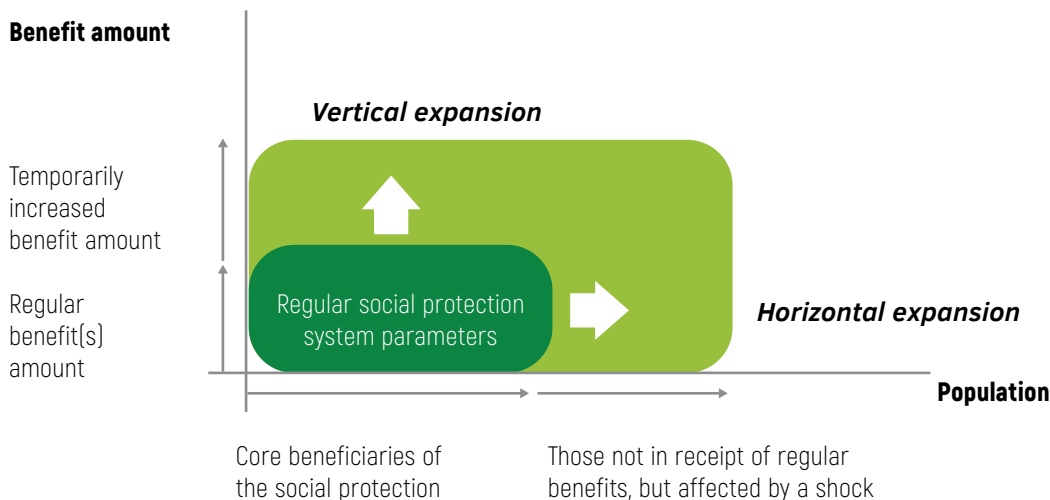 Benefit amount
Vertical expansion
Temporarily
increased
benefit amount
Regular
benefit(s)
amount
Regular social protection
system parameters
Horizontal expansion
Population
Core beneficiaries of
the social protection
Those not in receipt of regular
benefits, but affected by a shock